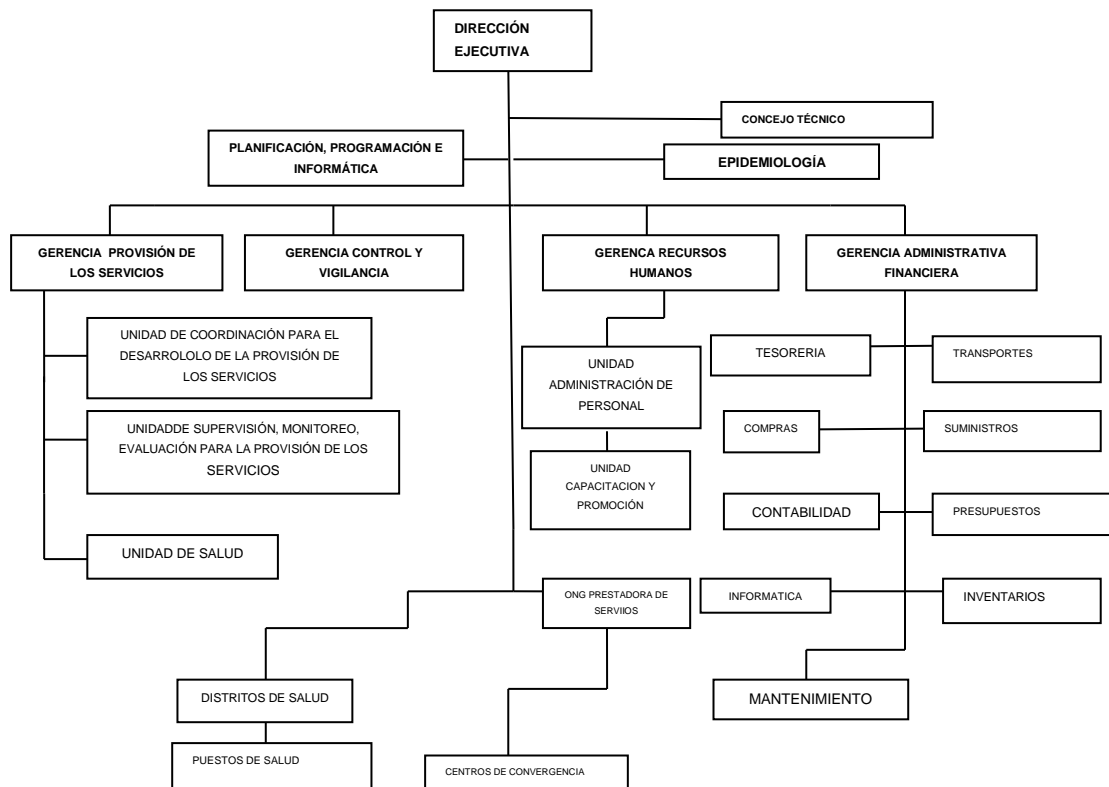 DIRECCIÓN
EJECUTIVA
CONCEJO TÉCNICO
PLANIFICACIÓN, PROGRAMACIÓN E
INFORMÁTICA
EPIDEMIOLOGÍA
GERENCIA PROVISIÓN DE
LOS SERVICIOS
GERENCIA CONTROL Y
VIGILANCIA
GERENCA RECURSOS
HUMANOS
GERENCIA ADMINISTRATIVA
FINANCIERA
UNIDAD DE COORDINACIÓN PARA EL
DESARROLOLO DE LA PROVISIÓN DE
LOS SERVICIOS
UNIDADDE SUPERVISIÓN, MONITOREO,
EVALUACIÓN PARA LA PROVISIÓN DE LOS
SERVICIOS
UNIDAD DE SALUD
UNIDAD
ADMINISTRACIÓN DE
PERSONAL
UNIDAD
CAPACITACION Y
PROMOCIÓN
TESORERIA
TRANSPORTES
COMPRAS
SUMINISTROS
CONTABILIDAD
PRESUPUESTOS
INFORMATICA
INVENTARIOS
MANTENIMIENTO
ONG PRESTADORA DE
SERVIIOS
DISTRITOS DE SALUD
PUESTOS DE SALUD
CENTROS DE CONVERGENCIA